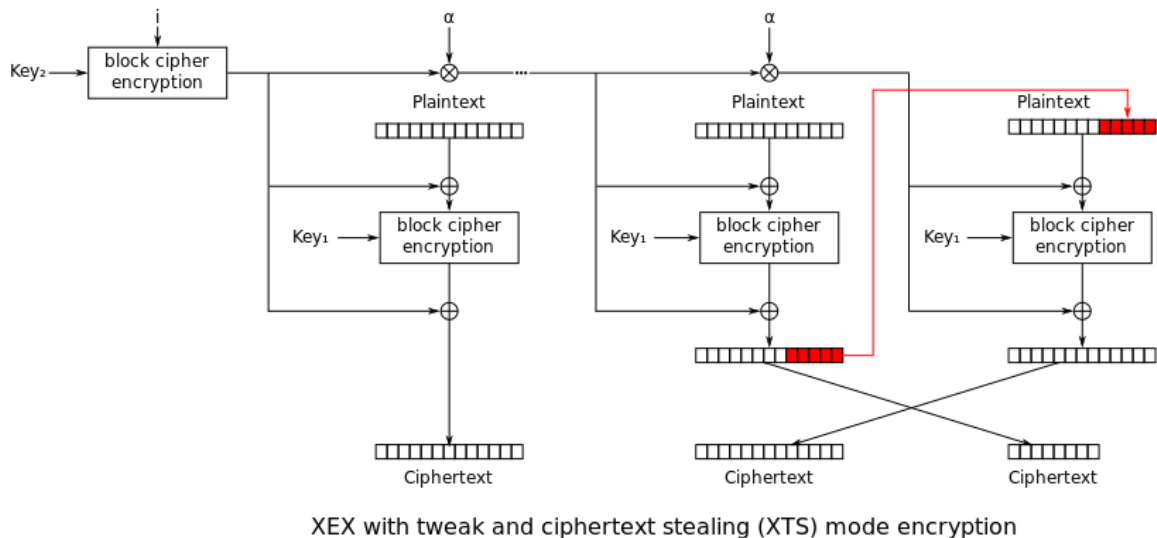 i
α
α
Key₂
block cipher
encryption
...
Plaintext
Plaintext
Plaintext
Key₁
block cipher
encryption
Key₁
block cipher
encryption
Key₁
block cipher
encryption
Ciphertext
Ciphertext
Ciphertext
XEX with tweak and ciphertext stealing (XTS) mode encryption